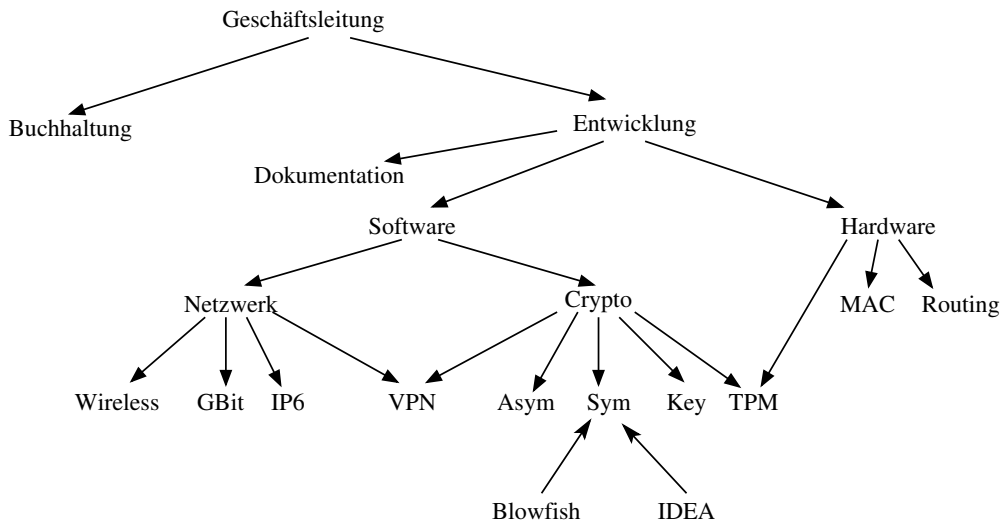 Geschäftsleitung
Buchhaltung
Entwicklung
Dokumentation
Software
Hardware
Netzwerk
Crypto
MAC
Routing
Wireless
GBit
IP6
VPN
Asym
Sym
Key
TPM
Blowfish
IDEA